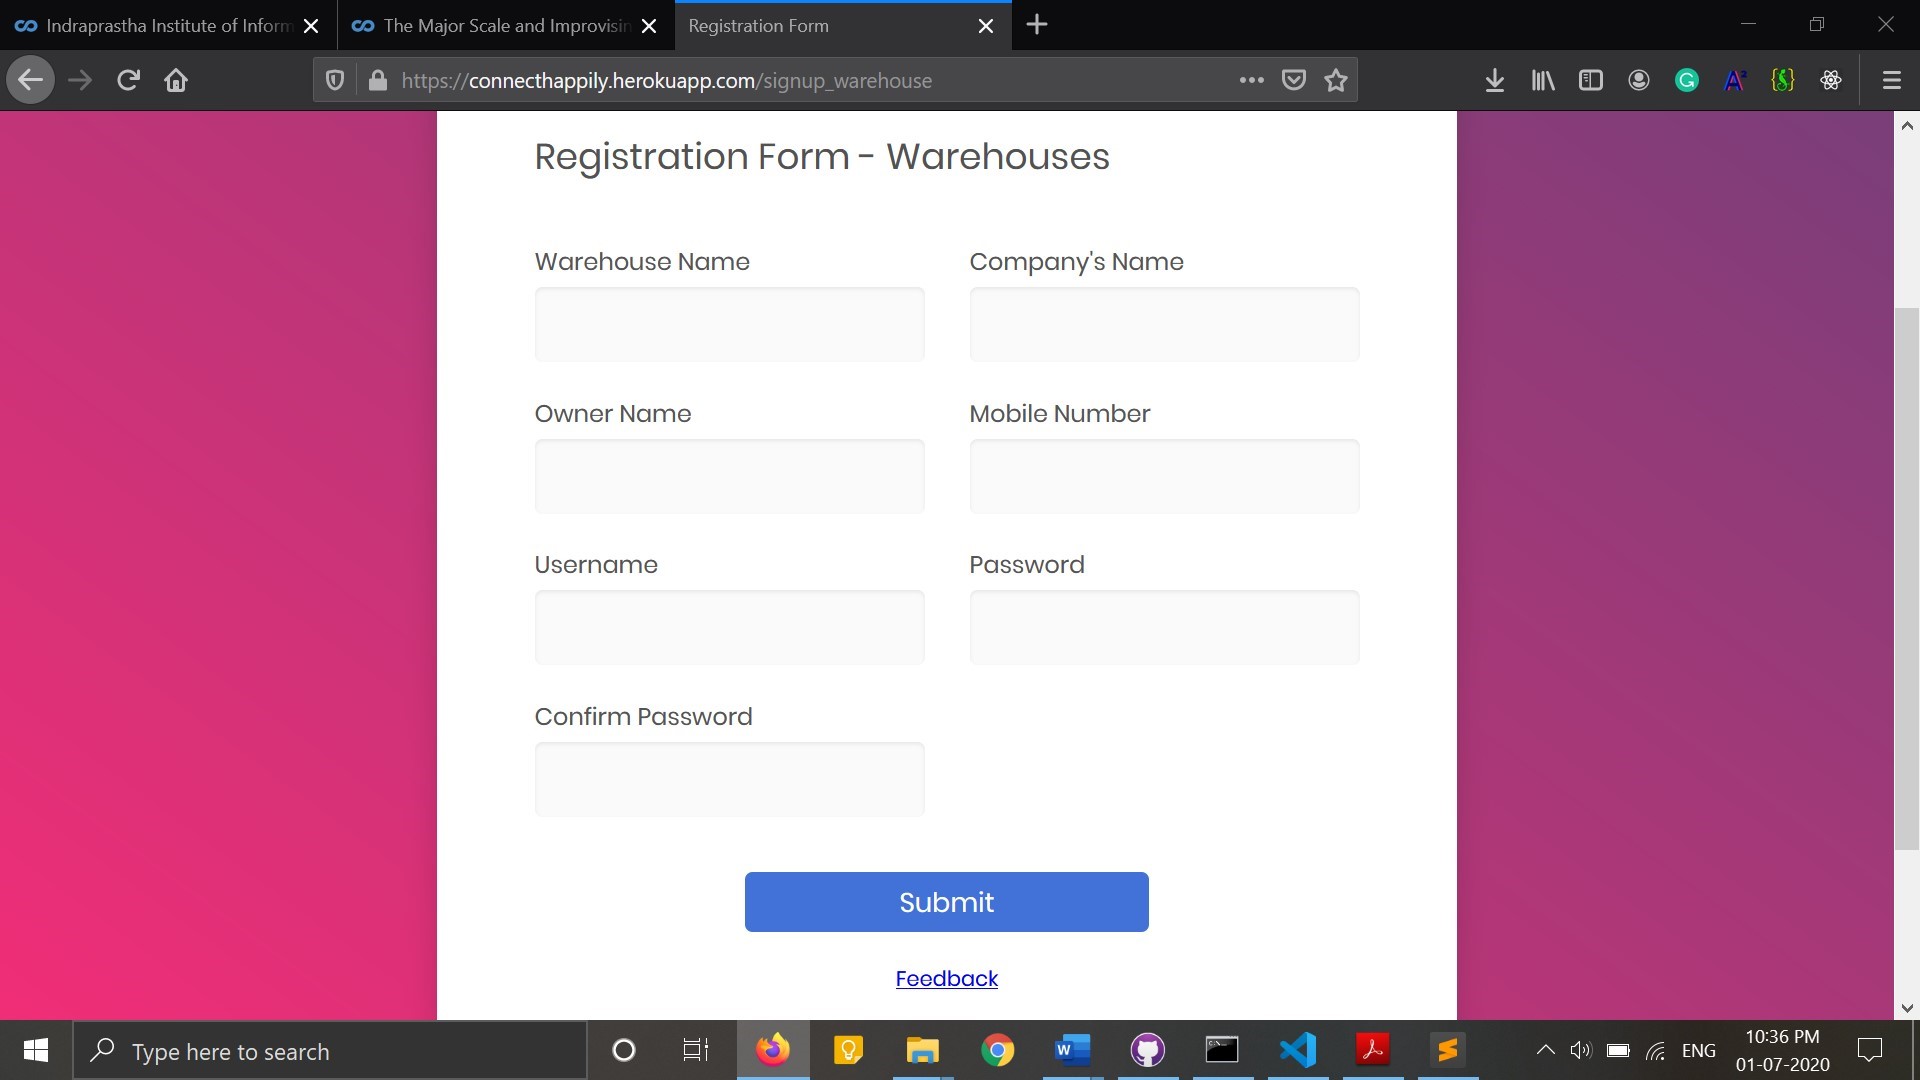 Indraprastha Institute of Inform
The Major Scale and Improvisin
Registration Form
https://connecthappily.herokuapp.com/signup_warehouse
Registration Form - Warehouses
Warehouse Name
Company's Name
Owner Name
Mobile Number
Username
Password
Confirm Password
Submit
Feedback
Type here to search
ENG
10:36 PM
01-07-2020